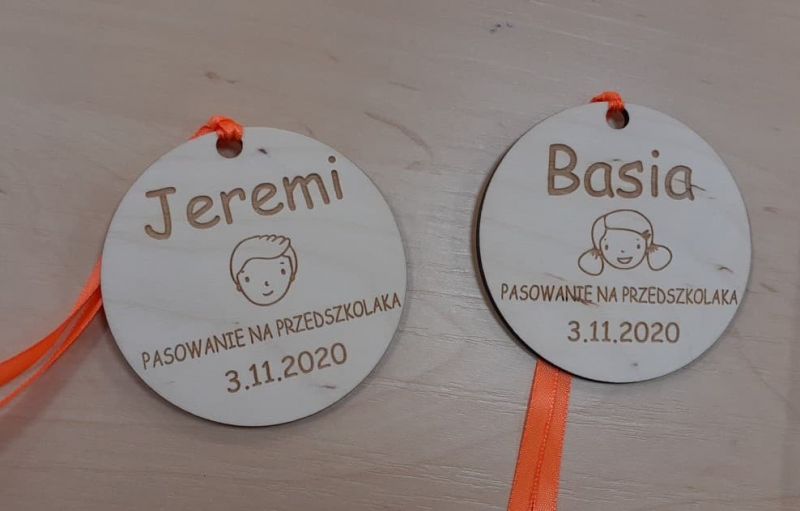 Jeremi
PASOWANIE NA PRZEDSZKOLAKA
3.11.2020
Basia
PASOWANIE NA PRZEDSZKOLAKA
3.11.2020